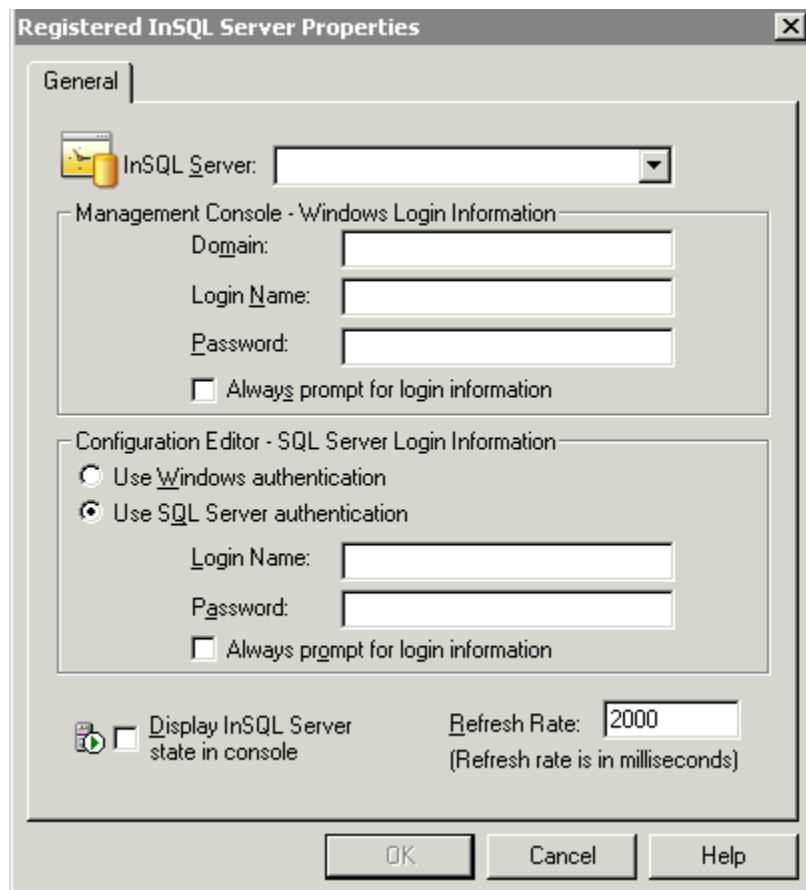 Registered InSQL Server Properties
General
InSQL Server:
Management Console - Windows Login Information
Domain:
Login Name:
Password:
Always prompt for login information
Configuration Editor - SQL Server Login Information
Use Windows authentication
Use SQL Server authentication
Login Name:
Password:
Always prompt for login information
Display InSQL Server
state in console
Refresh Rate: 2000
(Refresh rate is in milliseconds)
OK Cancel Help